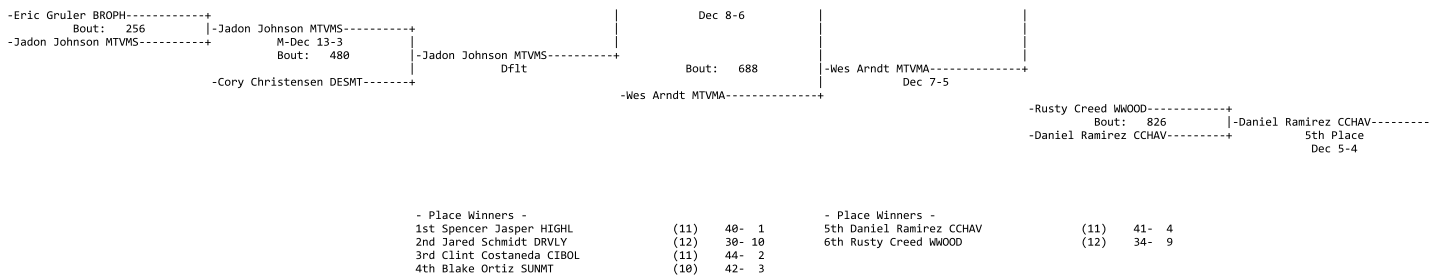 -Eric Gruler BROPH------------+ | Dec 8-6 | |
Bout: 256 |-Jadon Johnson MTVMS----------+ | | |
-Jadon Johnson MTVMS----------+ M-Dec 13-3 | | | |
Bout: 480 |-Jadon Johnson MTVMS----------+ | |
| Dflt Bout: 688 |-Wes Arndt MTVMA--------------+
-Cory Christensen DESMT-------+ | Dec 7-5
-Wes Arndt MTVMA--------------+
-Rusty Creed WWOOD------------+
Bout: 826 |-Daniel Ramirez CCHAV---------
-Daniel Ramirez CCHAV---------+ 5th Place
Dec 5-4
- Place Winners - - Place Winners -
1st Spencer Jasper HIGHL (11) 40- 1 5th Daniel Ramirez CCHAV (11) 41- 4
2nd Jared Schmidt DRVLY (12) 30- 10 6th Rusty Creed WWOOD (12) 34- 9
3rd Clint Costaneda CIBOL (11) 44- 2
4th Blake Ortiz SUNMT (10) 42- 3